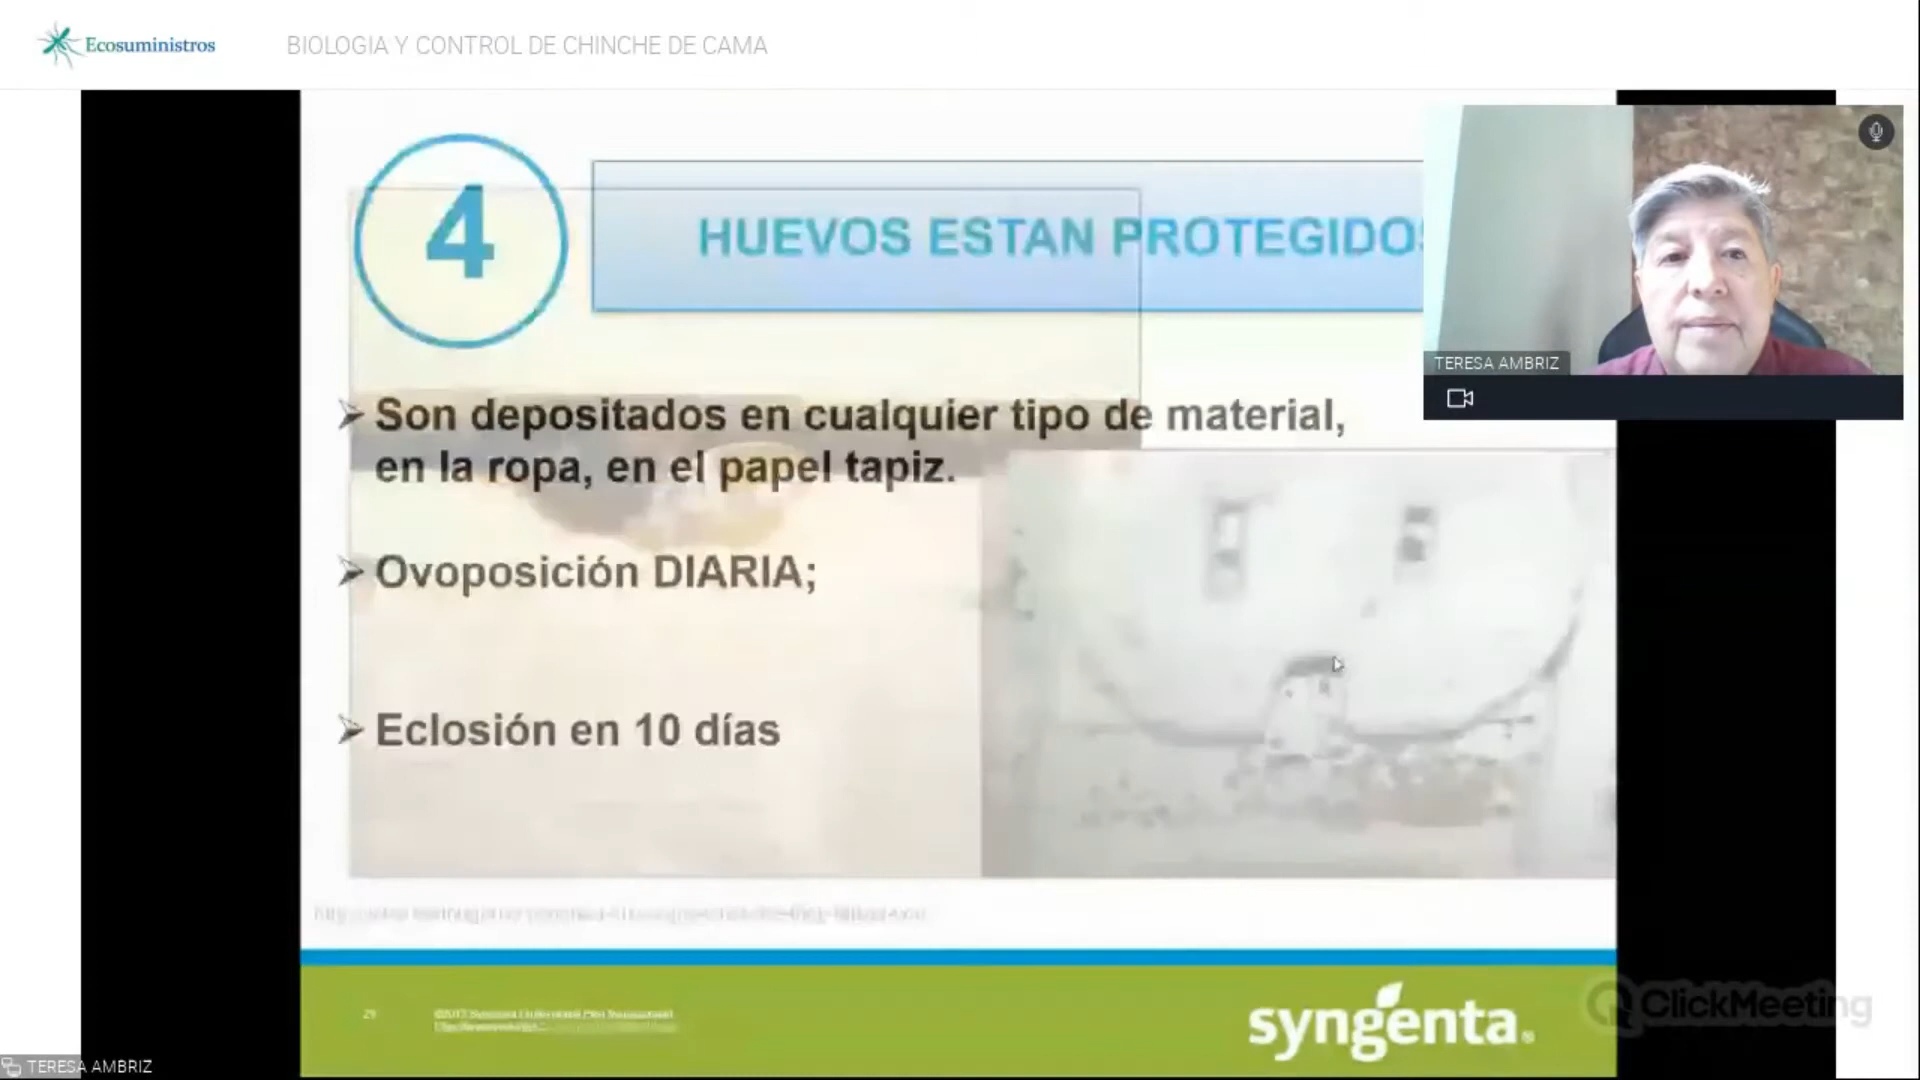 Ecosuministros
BIOLOGIA Y CONTROL DE CHINCHE DE CAMA
4
HUEVOS ESTAN PROTEGIDOS
TERESA AMBRIZ
Son depositados en cualquier tipo de material,
en la ropa, en el papel tapiz.
Ovoposición DIARIA;
Eclosión en 10 días
29
syngenta
ClickMeeting
TERESA AMBRIZ